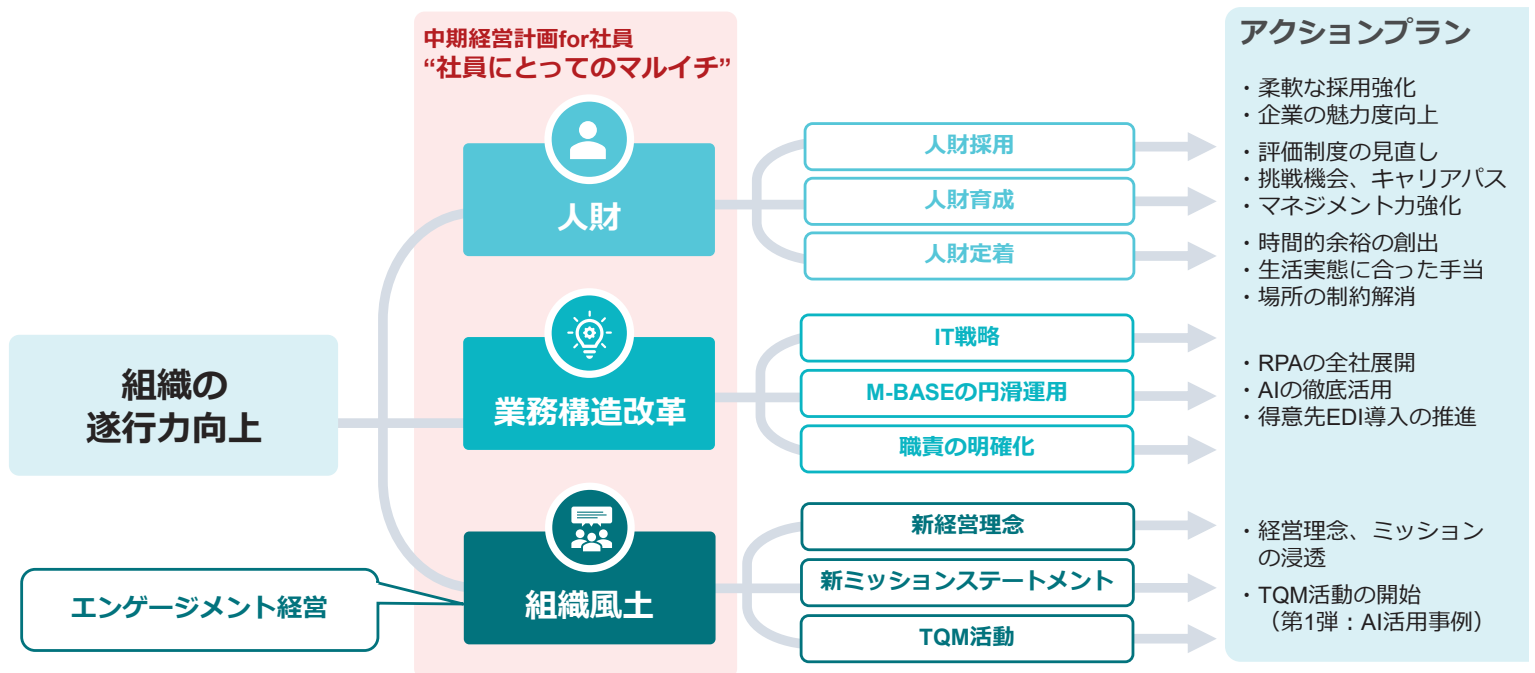 中期経営計画for社員
“社員にとってのマルイチ”
組織の
遂行力向上
エンゲージメント経営
人財
人財採用
人財育成
人財定着
業務構造改革
IT戦略
M-BASEの円滑運用
職責の明確化
組織風土
新経営理念
新ミッションステートメント
TQM活動
アクションプラン
・柔軟な採用強化
・企業の魅力度向上
・評価制度の見直し
・挑戦機会、キャリアパス
・マネジメント力強化
・時間的余裕の創出
・生活実態に合った手当
・場所の制約解消
・RPAの全社展開
・AIの徹底活用
・得意先EDI導入の推進
・経営理念、ミッション
の浸透
・TQM活動の開始
（第1弾：AI活用事例）